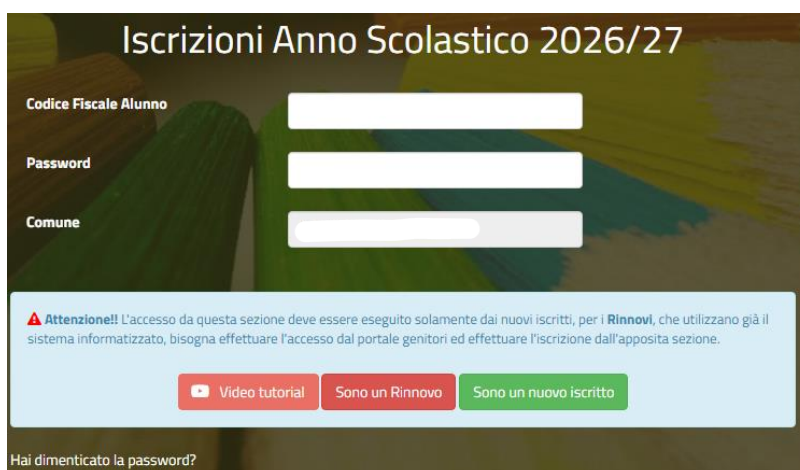 Iscrizioni Anno Scolastico 2026/27
Codice Fiscale Alunno
Password
Comune
Attenzione!! L'accesso da questa sezione deve essere eseguito solamente dai nuovi iscritti, per i Rinnovi, che utilizzano già il
sistema informatizzato, bisogna effettuare l'accesso dal portale genitori ed effettuare l'iscrizione dall'apposita sezione.
Video tutorial Sono un Rinnovo Sono un nuovo iscritto
Hai dimenticato la password?